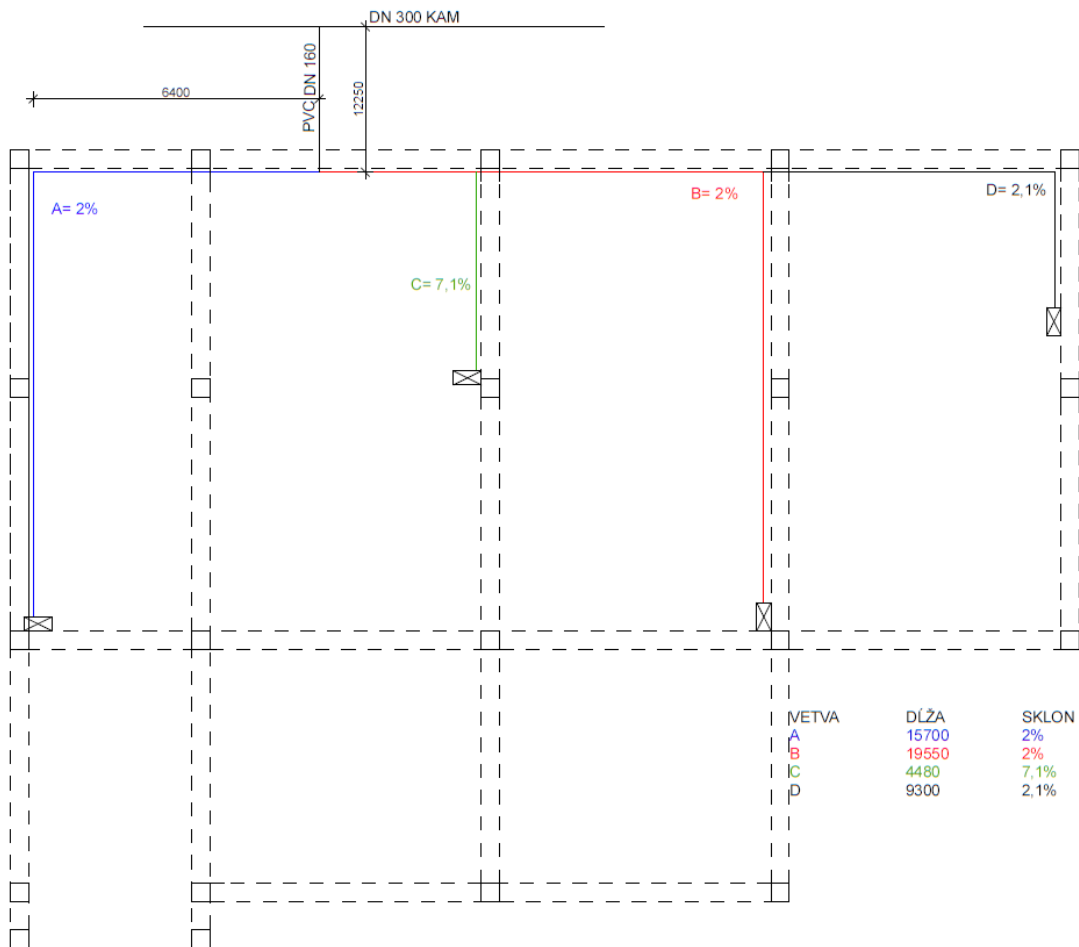 DN 300 KAM
6400
PVC DN 160
12250
A= 2%
B= 2%
D= 2,1%
C= 7,1%
VETVA DĹŽA SKLON
A 15700 2%
B 19550 2%
C 4480 7,1%
D 9300 2,1%